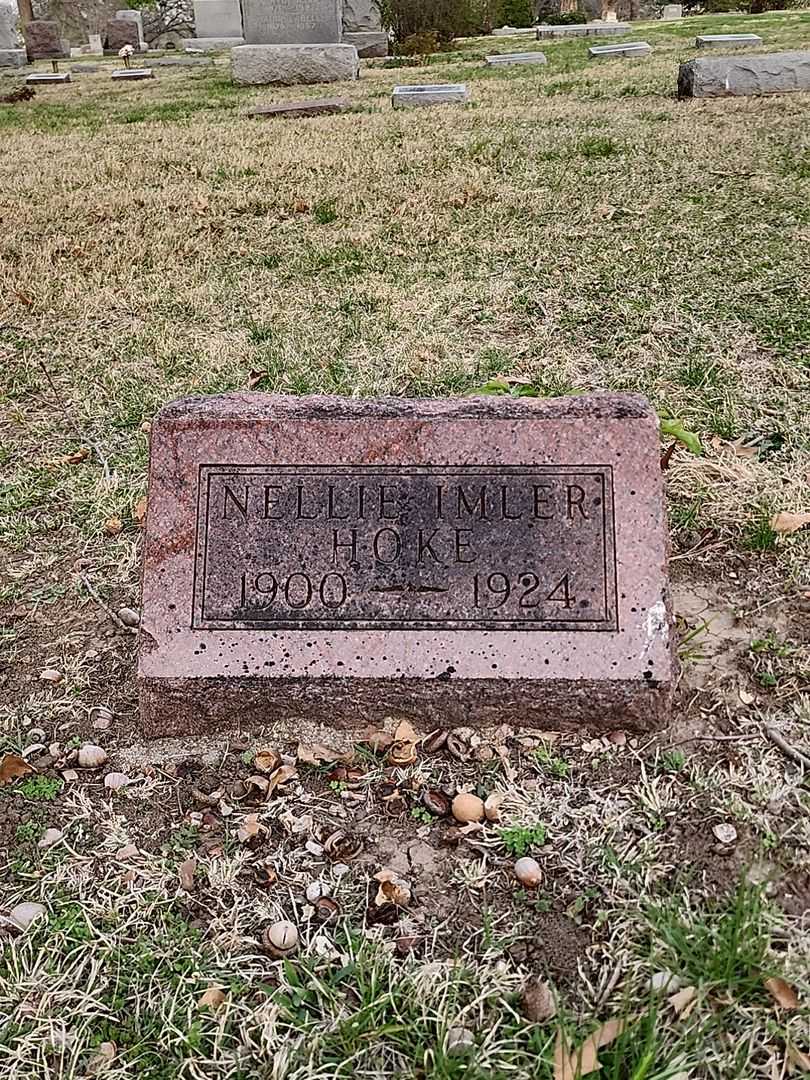 NELLIE IMLER
HOKE
1900 — 1924